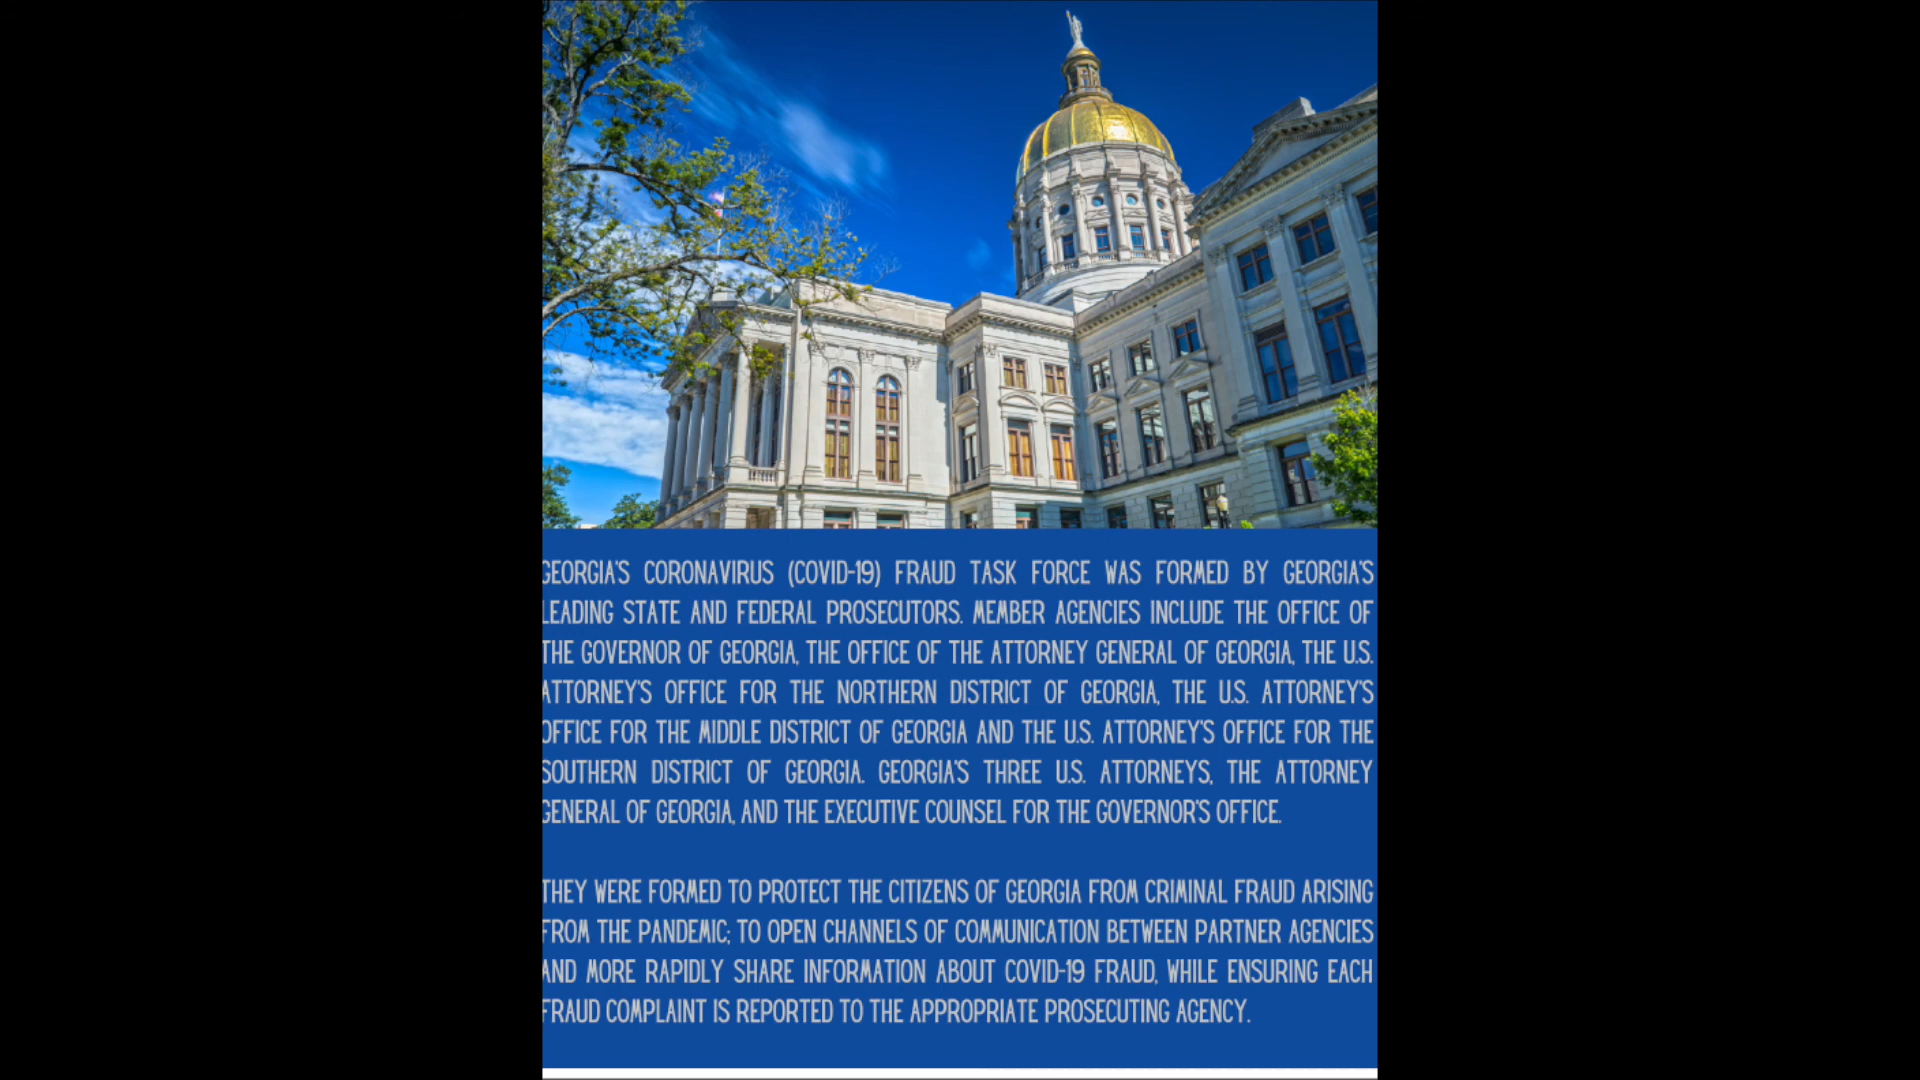 GEORGIA'S CORONAVIRUS (COVID-19) FRAUD TASK FORCE WAS FORMED BY GEORGIA'S
LEADING STATE AND FEDERAL PROSECUTORS. MEMBER AGENCIES INCLUDE THE OFFICE OF
THE GOVERNOR OF GEORGIA, THE OFFICE OF THE ATTORNEY GENERAL OF GEORGIA, THE U.S.
ATTORNEY'S OFFICE FOR THE NORTHERN DISTRICT OF GEORGIA, THE U.S. ATTORNEY'S
OFFICE FOR THE MIDDLE DISTRICT OF GEORGIA AND THE U.S. ATTORNEY'S OFFICE FOR THE
SOUTHERN DISTRICT OF GEORGIA. GEORGIA'S THREE U.S. ATTORNEYS, THE ATTORNEY
GENERAL OF GEORGIA, AND THE EXECUTIVE COUNSEL FOR THE GOVERNOR'S OFFICE.
THEY WERE FORMED TO PROTECT THE CITIZENS OF GEORGIA FROM CRIMINAL FRAUD ARISING
FROM THE PANDEMIC; TO OPEN CHANNELS OF COMMUNICATION BETWEEN PARTNER AGENCIES
AND MORE RAPIDLY SHARE INFORMATION ABOUT COVID-19 FRAUD, WHILE ENSURING EACH
FRAUD COMPLAINT IS REPORTED TO THE APPROPRIATE PROSECUTING AGENCY.